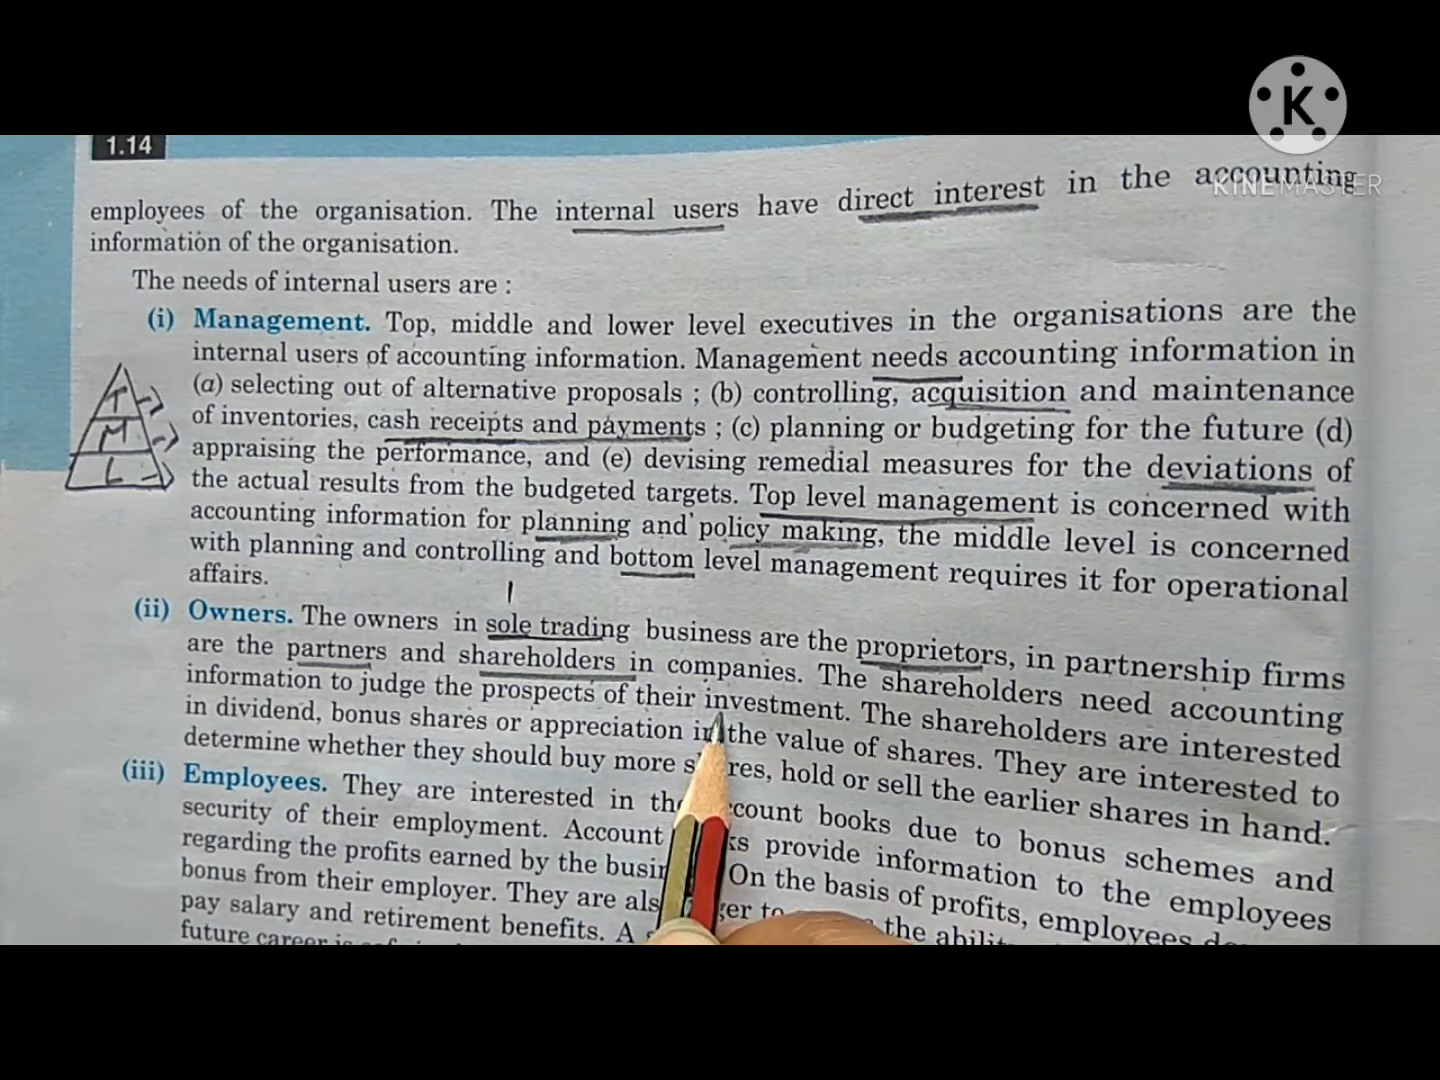 K
KINEMASTER
1.14
employees of the organisation. The internal users have direct interest in the accounting
information of the organisation.
The needs of internal users are :
(i) Management. Top, middle and lower level executives in the organisations are the
internal users of accounting information. Management needs accounting information in
(a) selecting out of alternative proposals ; (b) controlling, acquisition and maintenance
of inventories, cash receipts and payments ; (c) planning or budgeting for the future (d)
appraising the performance, and (e) devising remedial measures for the deviations of
the actual results from the budgeted targets. Top level management is concerned with
accounting information for planning and policy making, the middle level is concerned
with planning and controlling and bottom level management requires it for operational
affairs.
T
M
L
(ii) Owners. The owners in sole trading business are the proprietors, in partnership firms
are the partners and shareholders in companies. The shareholders need accounting
information to judge the prospects of their investment. The shareholders are interested
in dividend, bonus shares or appreciation in the value of shares. They are interested to
determine whether they should buy more shares, hold or sell the earlier shares in hand.
(iii) Employees. They are interested in the account books due to bonus schemes and
security of their employment. Account books provide information to the employees
regarding the profits earned by the busin On the basis of profits, employees
bonus from their employer. They are also eager to the
pay salary and retirement benefits. A
future career is